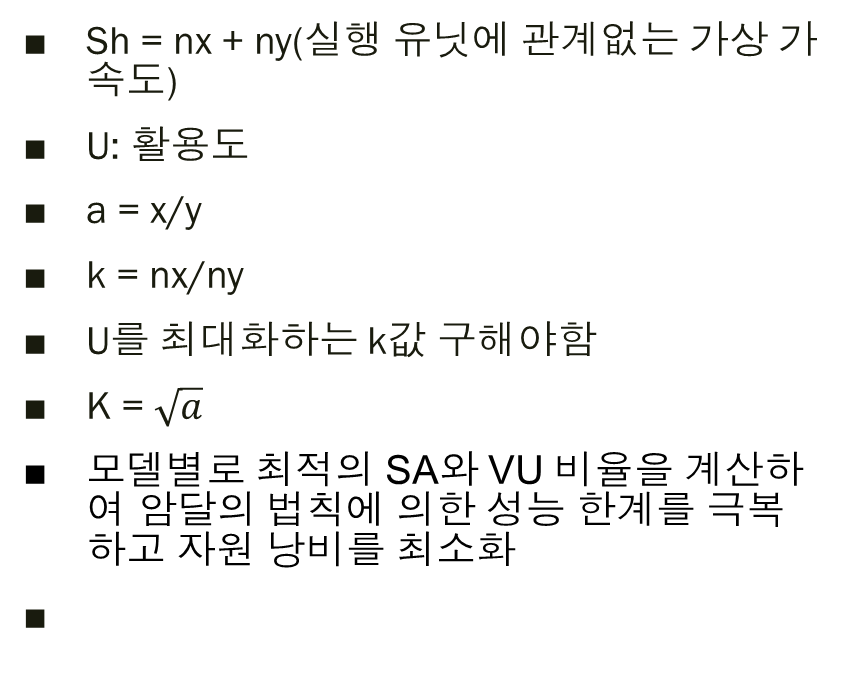 ■ Sh = nx + ny(실행 유닛에 관계없는 가상 가
속도)
■ U: 활용도
■ a = x/y
■ k = nx/ny
■ U를 최대화하는 k값 구해야함
■ K = √a
■ 모델별로 최적의 SA와 VU 비율을 계산하
여 암달의 법칙에 의한 성능 한계를 극복
하고 자원 낭비를 최소화
■